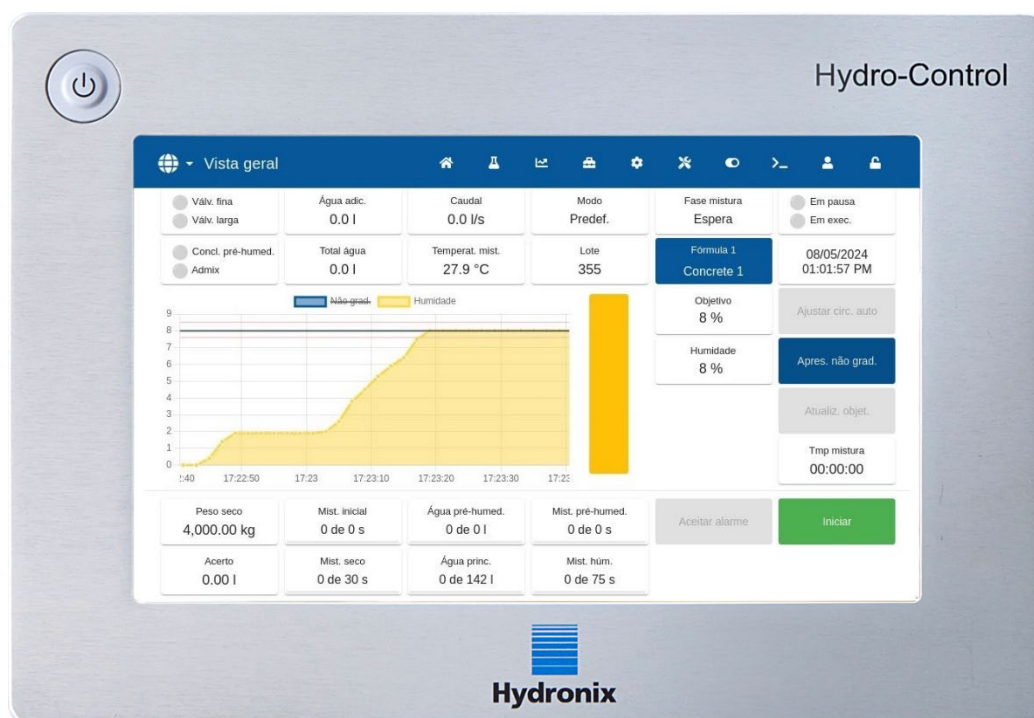 Hydro-Control
Vista geral
Válv. fina
Válv. larga
Água adic.
0.0 l
Caudal
0.0 l/s
Modo
Predef.
Fase mistura
Espera
Em pausa
Em exec.
Concl. pré-humed.
Admix
Total água
0.0 l
Temperat. mist.
27.9 °C
Lote
355
Fórmula 1
Concrete 1
08/05/2024
01:01:57 PM
Não grad.
Humidade
9
8
7
6
5
4
3
2
1
0
:40
17:22:50
17:23
17:23:10
17:23:20
17:23:30
17:23
Objetivo
8 %
Ajustar circ. auto
Humidade
8 %
Apres. não grad.
Atualiz. objet.
Tmp mistura
00:00:00
Peso seco
4,000.00 kg
Mist. inicial
0 de 0 s
Água pré-humed.
0 de 0 l
Mist. pré-humed.
0 de 0 s
Aceitar alarme
Iniciar
Acerto
0.00 l
Mist. seco
0 de 30 s
Água princ.
0 de 142 l
Mist. húm.
0 de 75 s
Hydronix